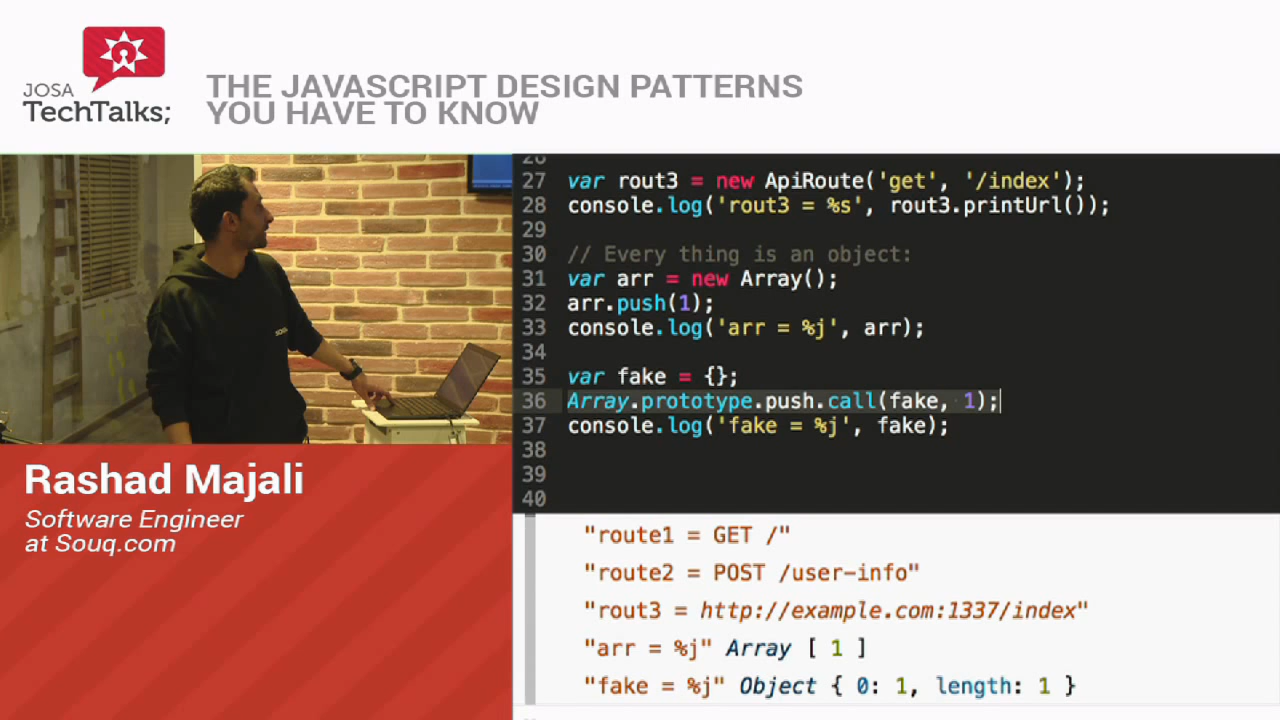 JOSA
TechTalks;
THE JAVASCRIPT DESIGN PATTERNS
YOU HAVE TO KNOW
27 var rout3 = new ApiRoute('get', '/index');
28 console.log('rout3 = %s', rout3.printUrl());
29
30 // Every thing is an object:
31 var arr = new Array();
32 arr.push(1);
33 console.log('arr = %j', arr);
34
35 var fake = {};
36 Array.prototype.push.call(fake, 1);
37 console.log('fake = %j', fake);
38
39
40
"route1 = GET /"
"route2 = POST /user-info"
"rout3 = http://example.com:1337/index"
"arr = %j" Array [ 1 ]
"fake = %j" Object { 0: 1, length: 1 }
Rashad Majali
Software Engineer
at Souq.com